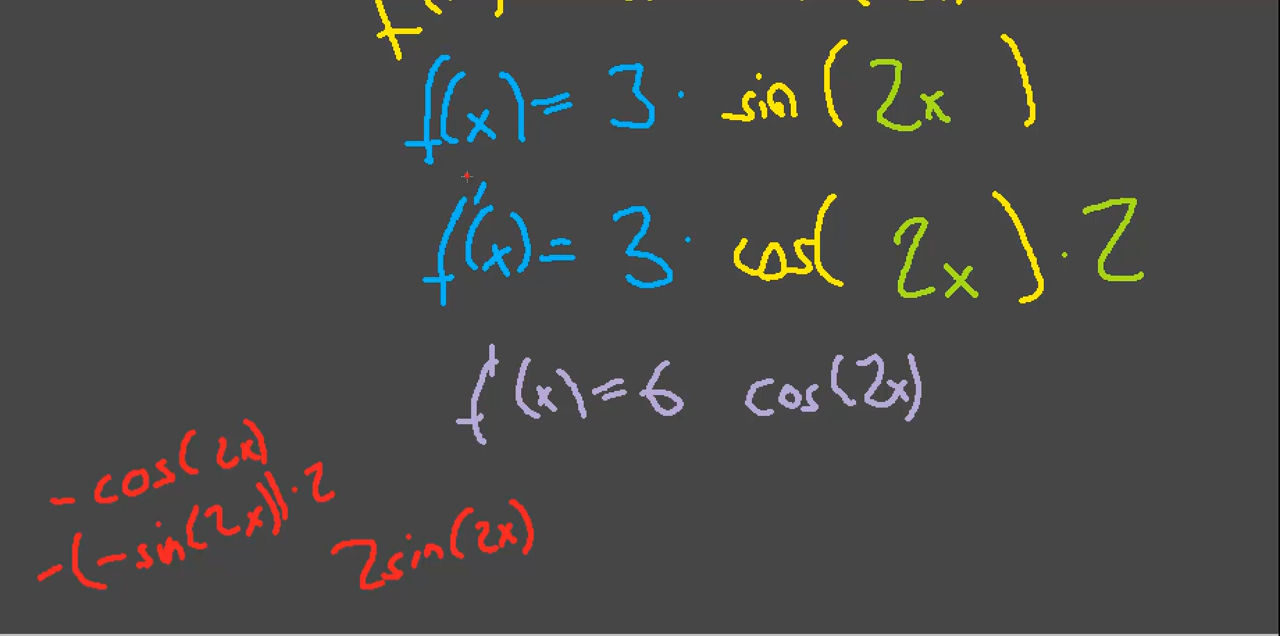 f(x) = 3 · sin(2x)
f'(x) = 3 · cos(2x) · 2
f'(x) = 6 cos(2x)
- cos(2x)
- (- sin(2x)) · 2
2sin(2x)